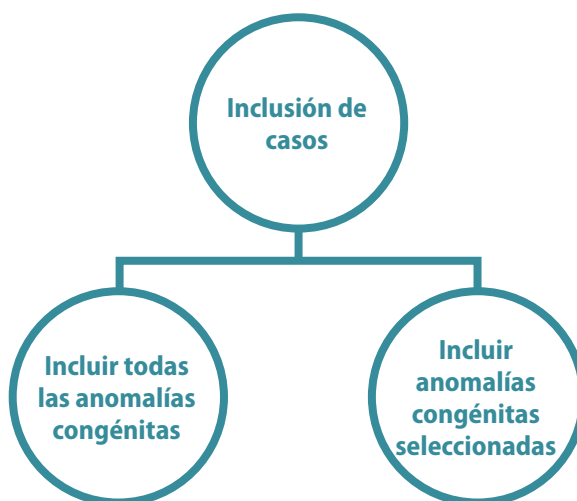 Inclusión de
casos
Incluir todas
las anomalías
congénitas
Incluir
anomalías
congénitas
seleccionadas